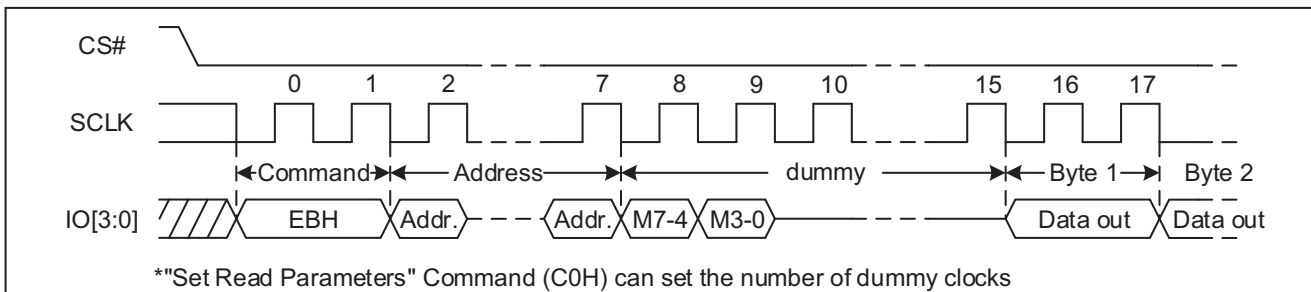 CS#
0 1 2 7 8 9 10 15 16 17
SCLK
Command Address dummy Byte 1 Byte 2
IO[3:0] EBH Addr. Addr. M7-4 M3-0 Data out Data out
*"Set Read Parameters" Command (C0H) can set the number of dummy clocks